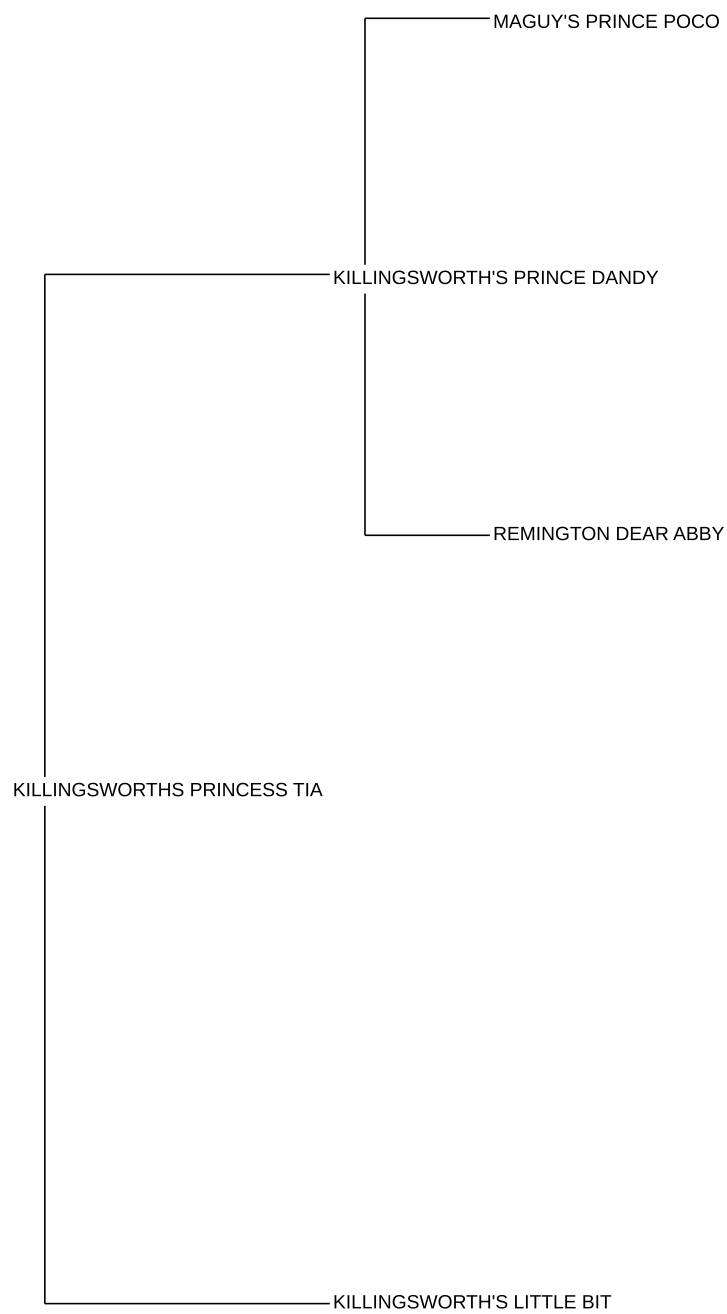 MAGUY'S PRINCE POCO
KILLINGSWORTH'S PRINCE DANDY
REMINGTON DEAR ABBY
KILLINGSWORTHS PRINCESS TIA
KILLINGSWORTH'S LITTLE BIT